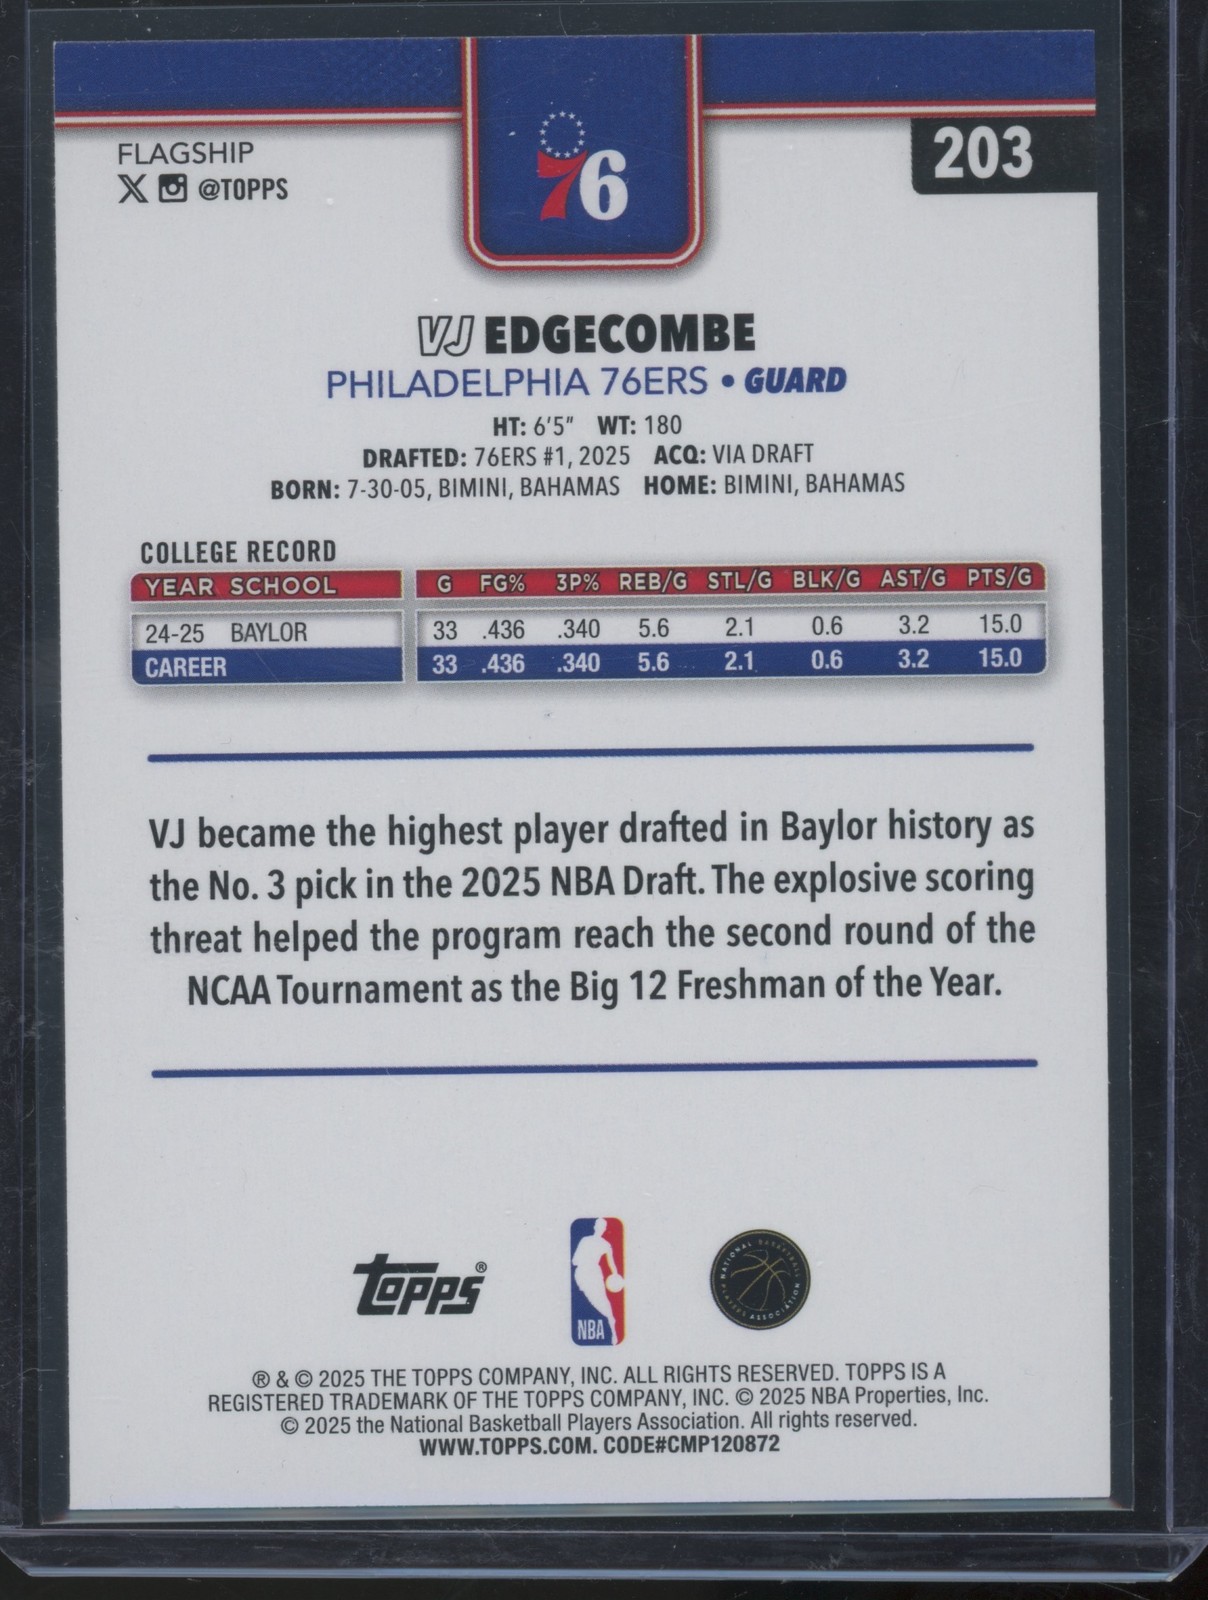 FLAGSHIP
X @TOPPS
76
203
VJ EDGECOMBE
PHILADELPHIA 76ERS • GUARD
HT: 6'5" WT: 180
DRAFTED: 76ERS #1, 2025 ACQ: VIA DRAFT
BORN: 7-30-05, BIMINI, BAHAMAS HOME: BIMINI, BAHAMAS
COLLEGE RECORD
YEAR SCHOOL G FG% 3P% REB/G STL/G BLK/G AST/G PTS/G
24-25 BAYLOR 33 .436 .340 5.6 2.1 0.6 3.2 15.0
CAREER 33 .436 .340 5.6 2.1 0.6 3.2 15.0
VJ became the highest player drafted in Baylor history as
the No. 3 pick in the 2025 NBA Draft. The explosive scoring
threat helped the program reach the second round of the
NCAA Tournament as the Big 12 Freshman of the Year.
TOPPS®
NBA
NATIONAL BASKETBALL
PLAYERS ASSOCIATION
® & © 2025 THE TOPPS COMPANY, INC. ALL RIGHTS RESERVED. TOPPS IS A
REGISTERED TRADEMARK OF THE TOPPS COMPANY, INC. © 2025 NBA Properties, Inc.
© 2025 the National Basketball Players Association. All rights reserved.
WWW.TOPPS.COM. CODE#CMP120872